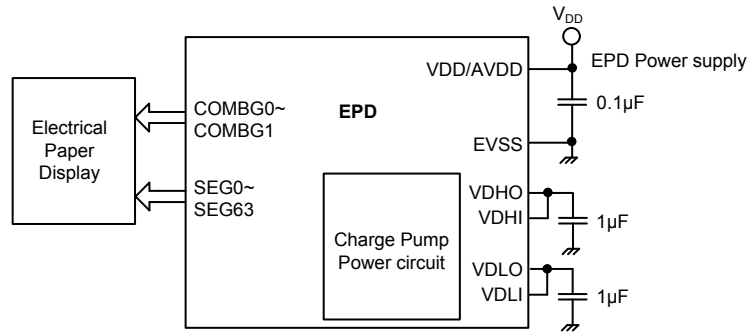 V_DD
EPD Power supply
VDD/AVDD
0.1µF
EVSS
COMBG0~
COMBG1
EPD
Electrical
Paper
Display
SEG0~
SEG63
Charge Pump
Power circuit
VDHO
VDHI
1µF
VDLO
VDLI
1µF